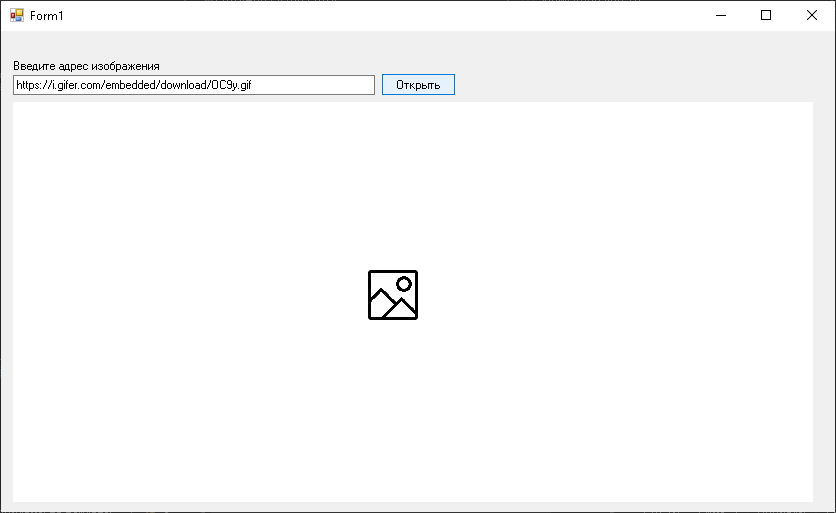 Form1
Введите адрес изображения
https://i.gifer.com/embedded/download/OC9y.gif
Открыть